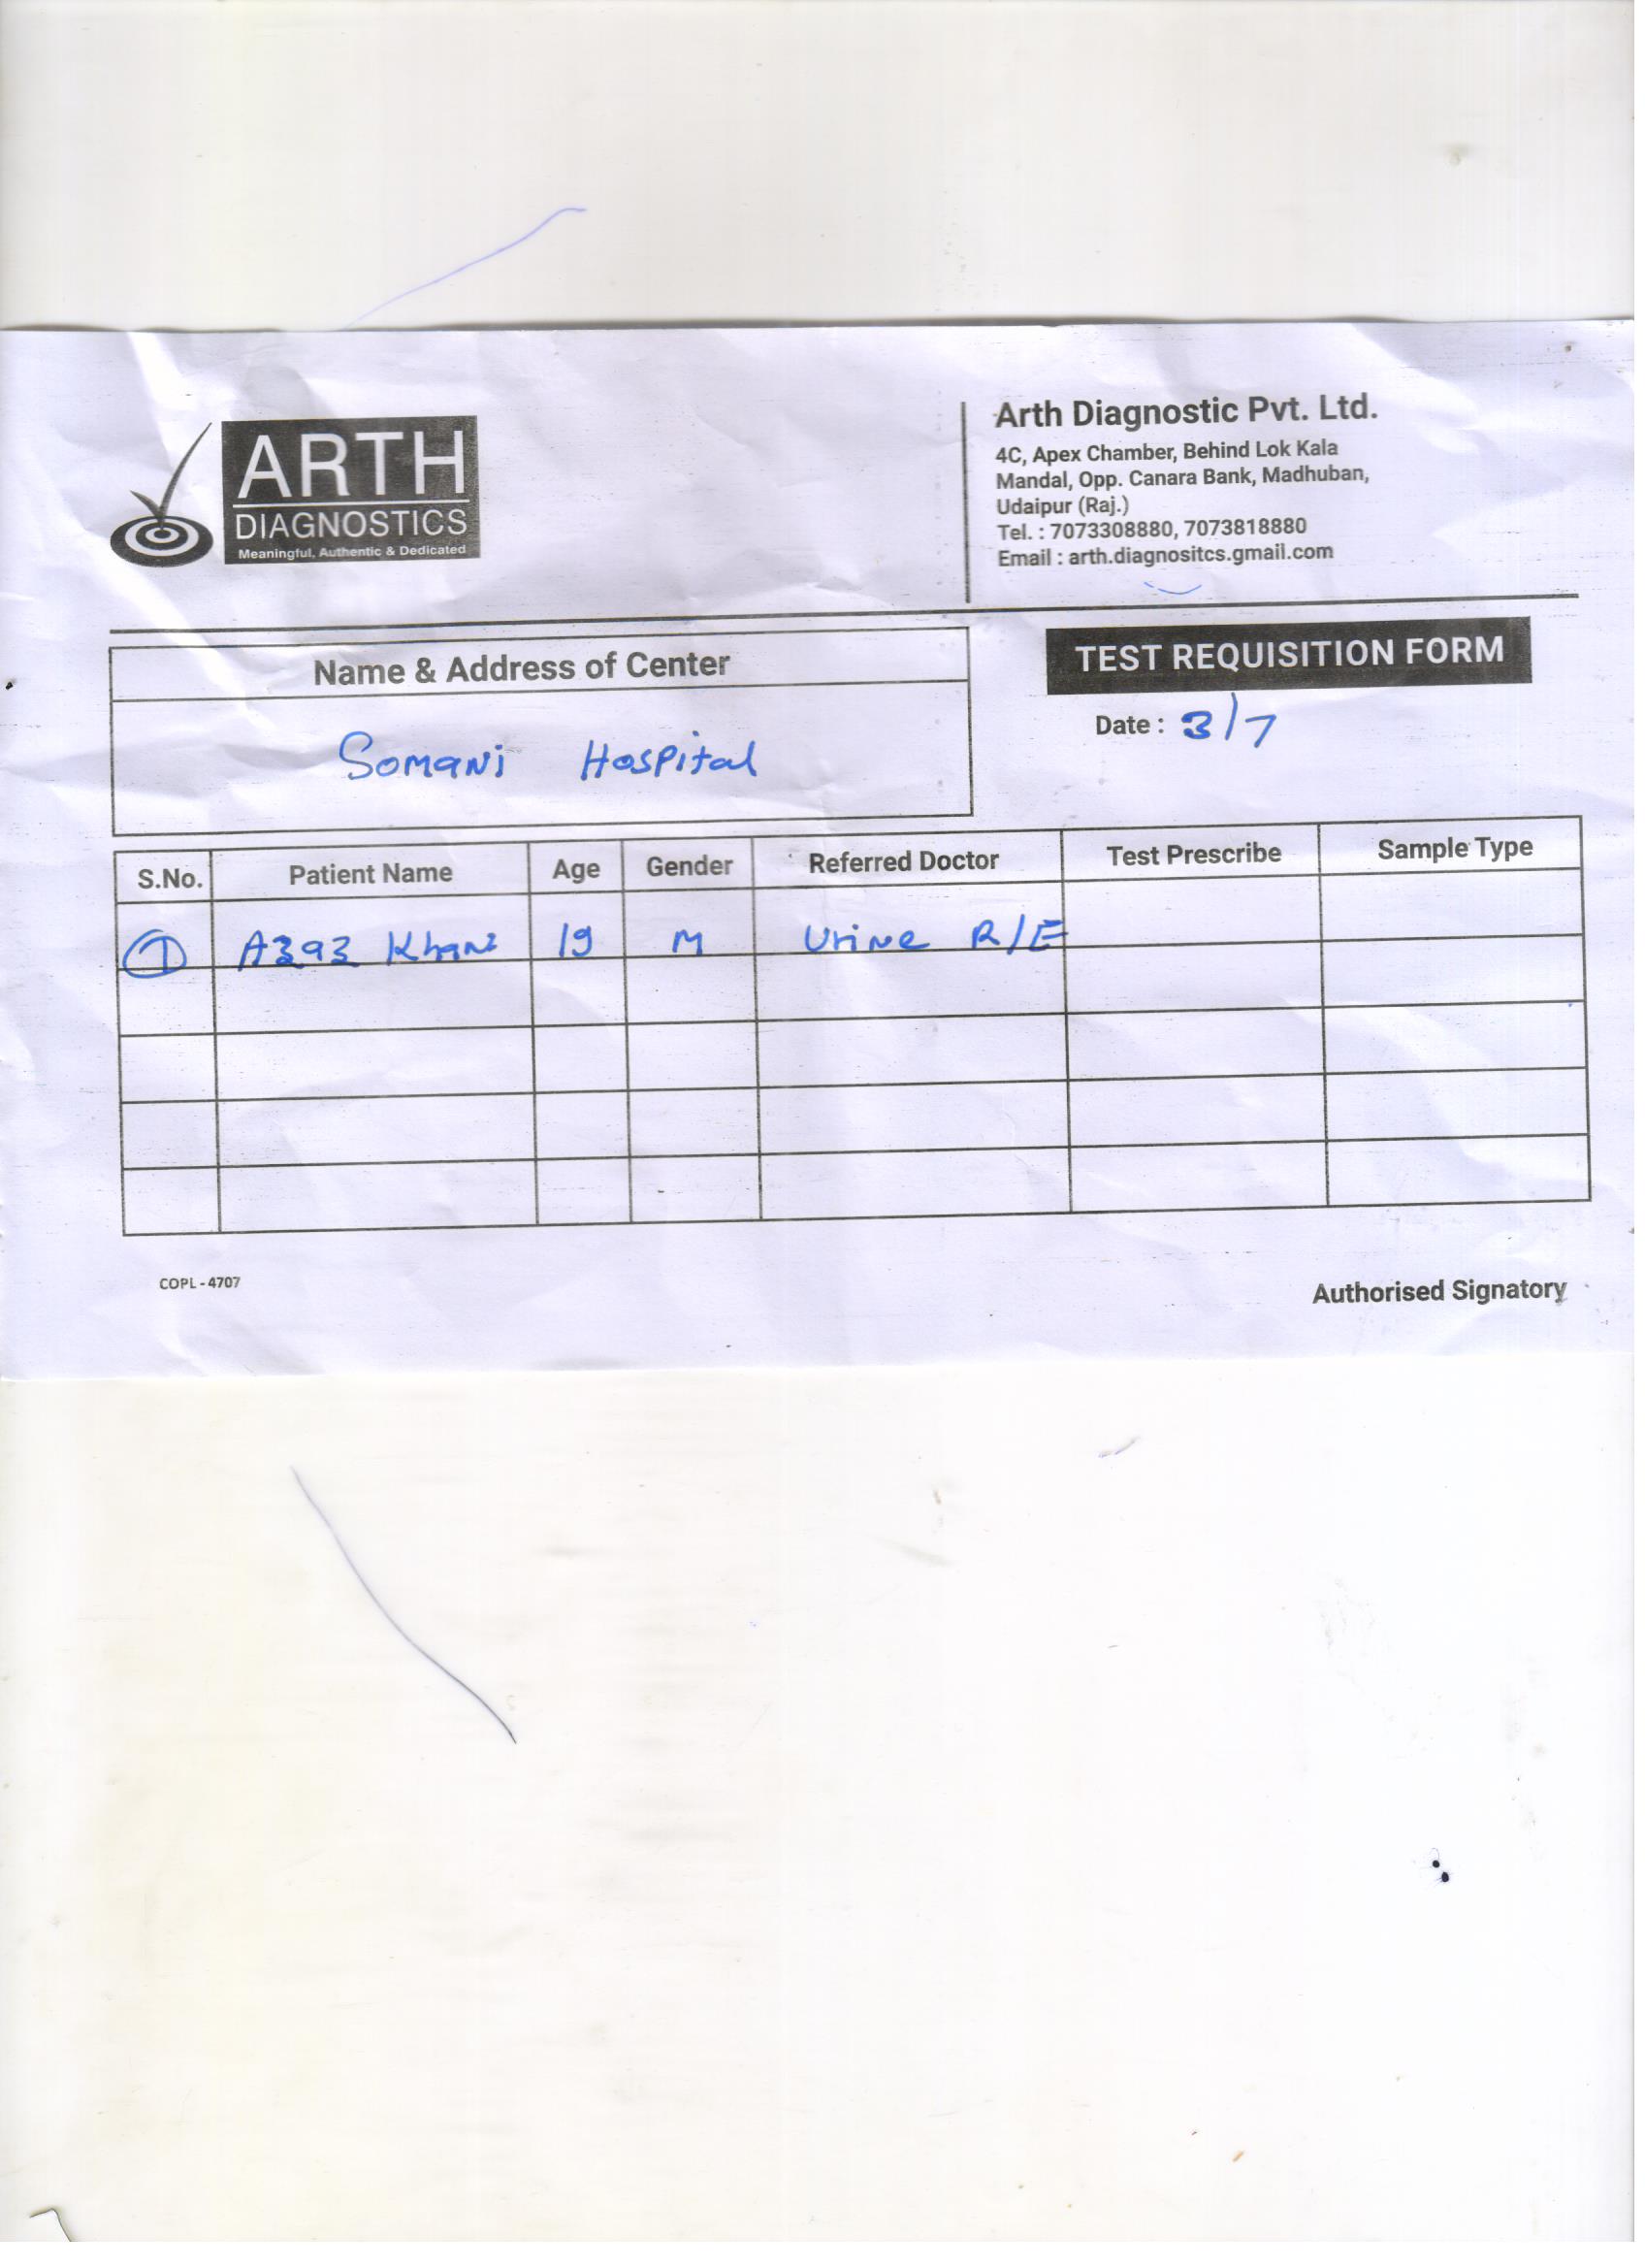 ARTH
DIAGNOSTICS
Meaningful, Authentic & Dedicated
Arth Diagnostic Pvt. Ltd.
4C, Apex Chamber, Behind Lok Kala
Mandal, Opp. Canara Bank, Madhuban,
Udaipur (Raj.)
Tel. : 7073308880, 7073818880
Email : arth.diagnositcs.gmail.com
Name & Address of Center
Somani Hospital
TEST REQUISITION FORM
Date : 3/7
S.No. Patient Name Age Gender Referred Doctor Test Prescribe Sample Type
1 Azaz Khan 19 M Urine R/E
COPL - 4707
Authorised Signatory